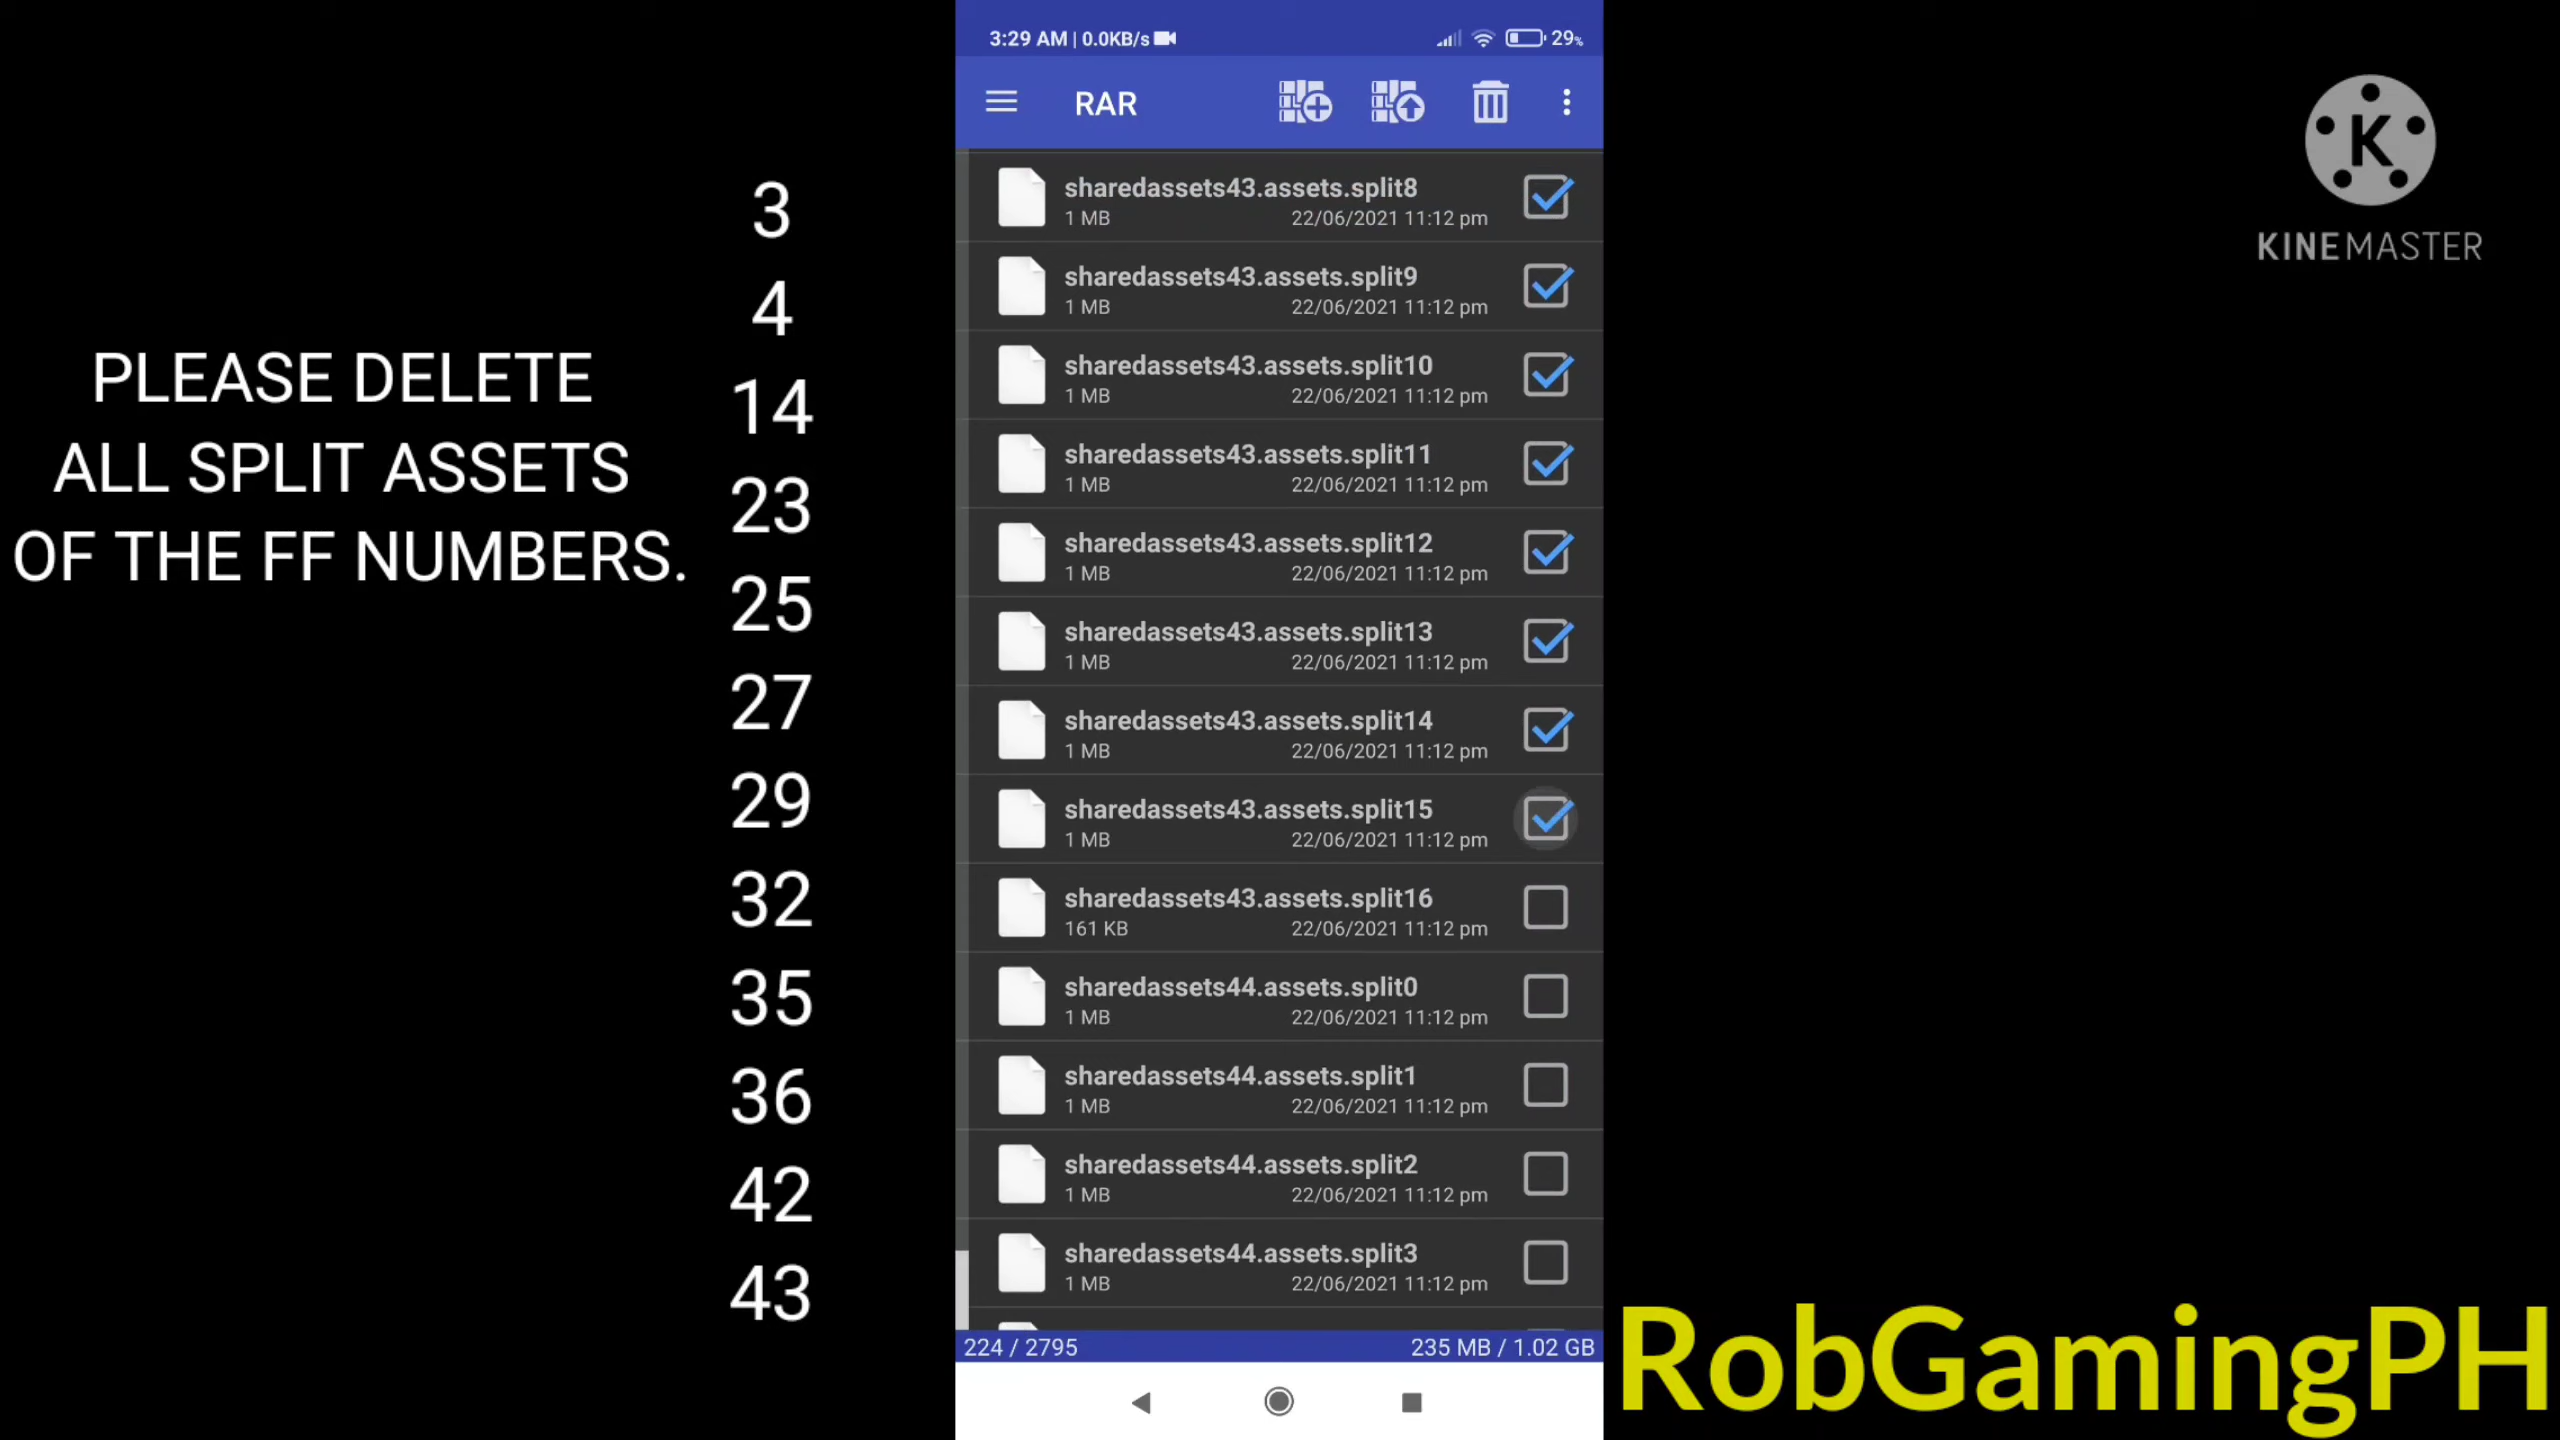 PLEASE DELETE
ALL SPLIT ASSETS
OF THE FF NUMBERS.
3
4
14
23
25
27
29
32
35
36
42
43
3:29 AM | 0.0KB/s
29%
RAR
sharedassets43.assets.split8
1 MB 22/06/2021 11:12 pm
sharedassets43.assets.split9
1 MB 22/06/2021 11:12 pm
sharedassets43.assets.split10
1 MB 22/06/2021 11:12 pm
sharedassets43.assets.split11
1 MB 22/06/2021 11:12 pm
sharedassets43.assets.split12
1 MB 22/06/2021 11:12 pm
sharedassets43.assets.split13
1 MB 22/06/2021 11:12 pm
sharedassets43.assets.split14
1 MB 22/06/2021 11:12 pm
sharedassets43.assets.split15
1 MB 22/06/2021 11:12 pm
sharedassets43.assets.split16
161 KB 22/06/2021 11:12 pm
sharedassets44.assets.split0
1 MB 22/06/2021 11:12 pm
sharedassets44.assets.split1
1 MB 22/06/2021 11:12 pm
sharedassets44.assets.split2
1 MB 22/06/2021 11:12 pm
sharedassets44.assets.split3
1 MB 22/06/2021 11:12 pm
224 / 2795 235 MB / 1.02 GB
K
KINEMASTER
RobGamingPH